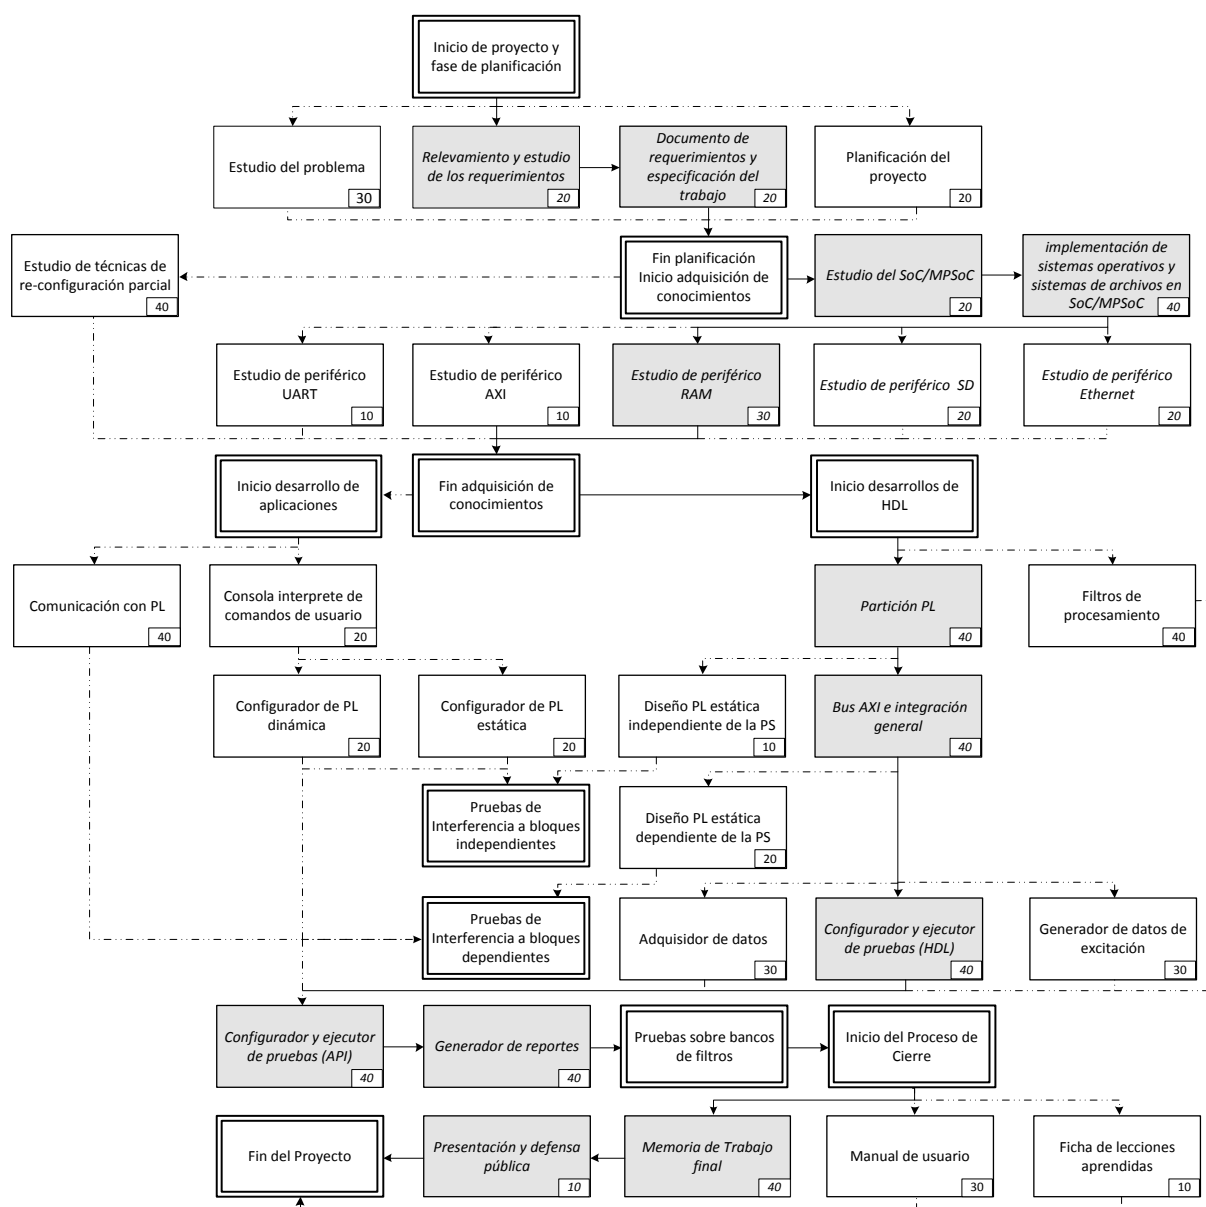 Inicio de proyecto y
fase de planificación
Estudio del problema
30
Relevamiento y estudio
de los requerimientos
20
Documento de
requerimientos y
especificación del
trabajo
20
Planificación del
proyecto
20
Estudio de técnicas de
re-configuración parcial
40
Fin planificación
Inicio adquisición de
conocimientos
Estudio del SoC/MPSoC
20
implementación de
sistemas operativos y
sistemas de archivos en
SoC/MPSoC
40
Estudio de periférico
UART
10
Estudio de periférico
AXI
10
Estudio de periférico
RAM
30
Estudio de periférico SD
20
Estudio de periférico
Ethernet
20
Inicio desarrollo de
aplicaciones
Fin adquisición de
conocimientos
Inicio desarrollos de
HDL
Comunicación con PL
40
Consola interprete de
comandos de usuario
20
Partición PL
40
Filtros de
procesamiento
40
Configurador de PL
dinámica
20
Configurador de PL
estática
20
Diseño PL estática
independiente de la PS
10
Bus AXI e integración
general
40
Pruebas de
Interferencia a bloques
independientes
Diseño PL estática
dependiente de la PS
20
Pruebas de
Interferencia a bloques
dependientes
Adquisidor de datos
30
Configurador y ejecutor
de pruebas (HDL)
40
Generador de datos de
excitación
30
Configurador y ejecutor
de pruebas (API)
40
Generador de reportes
40
Pruebas sobre bancos
de filtros
Inicio del Proceso de
Cierre
Fin del Proyecto
Presentación y defensa
pública
10
Memoria de Trabajo
final
40
Manual de usuario
30
Ficha de lecciones
aprendidas
10